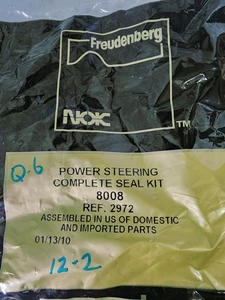 Freudenberg
NOK
TM
Q-6
POWER STEERING
COMPLETE SEAL KIT
8008
REF. 2972
ASSEMBLED IN US OF DOMESTIC
AND IMPORTED PARTS
01/13/10
12-2